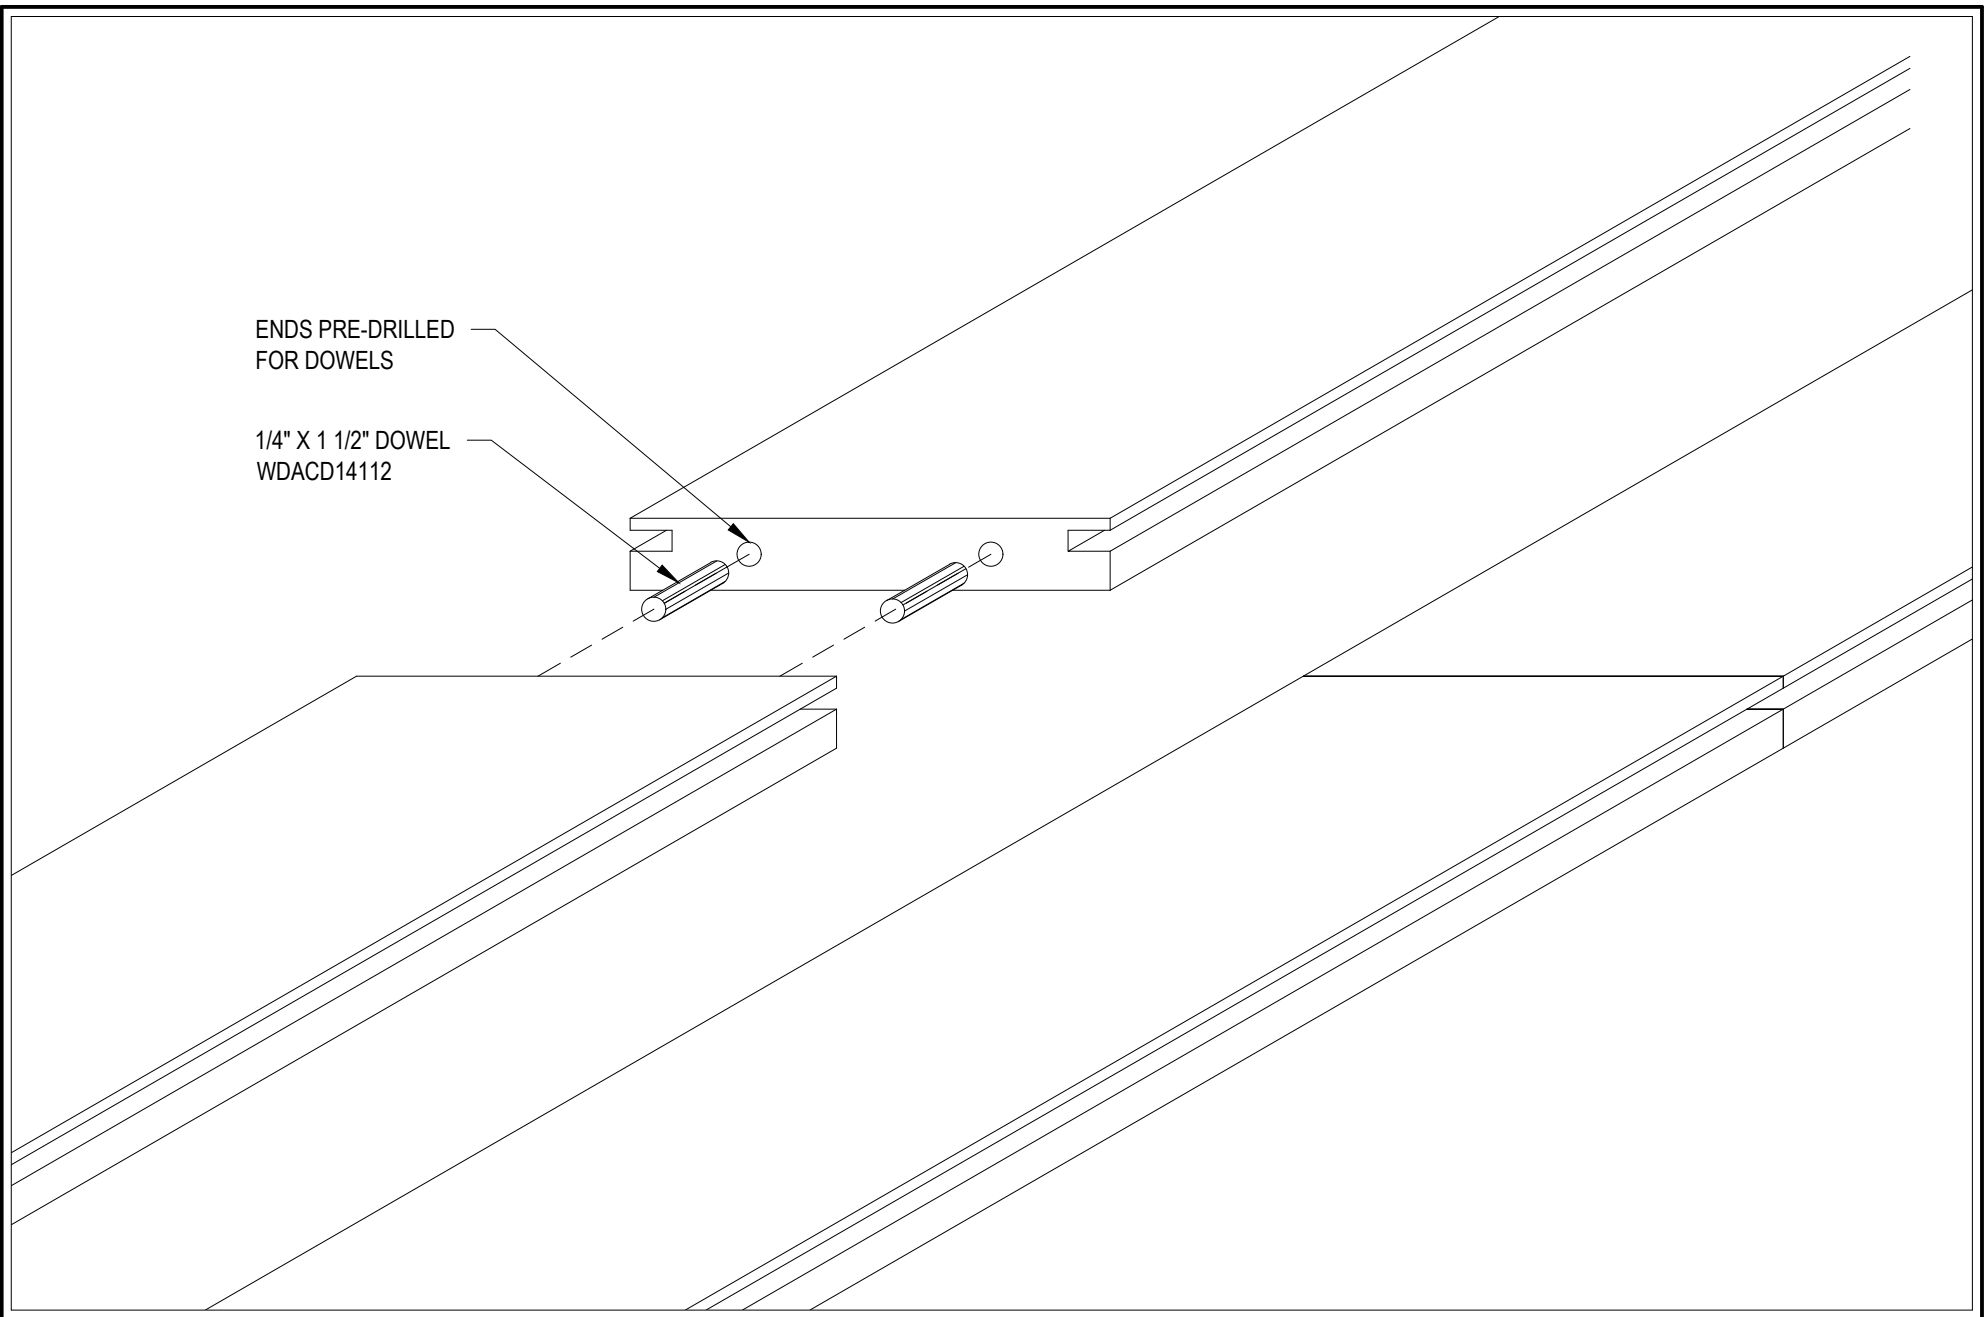 ENDS PRE-DRILLED
FOR DOWELS
1/4" X 1 1/2" DOWEL
WDACD14112